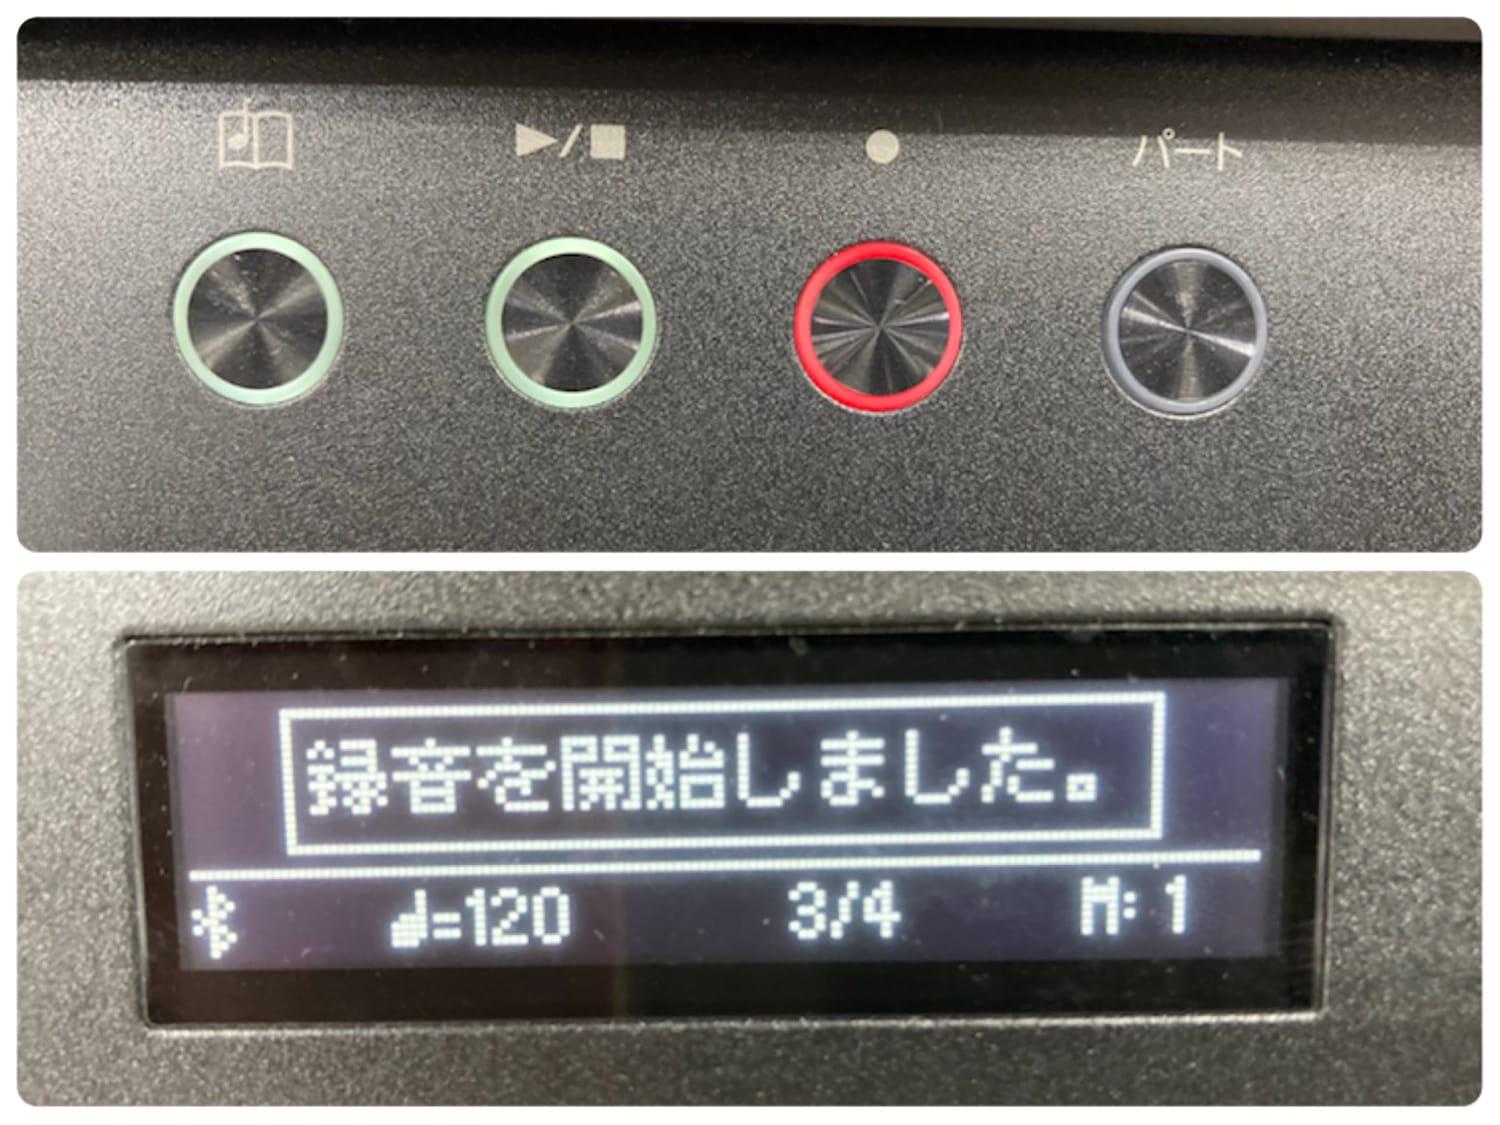 ▶/■ ● パート
録音を開始しました。
♩=120 3/4 M:1